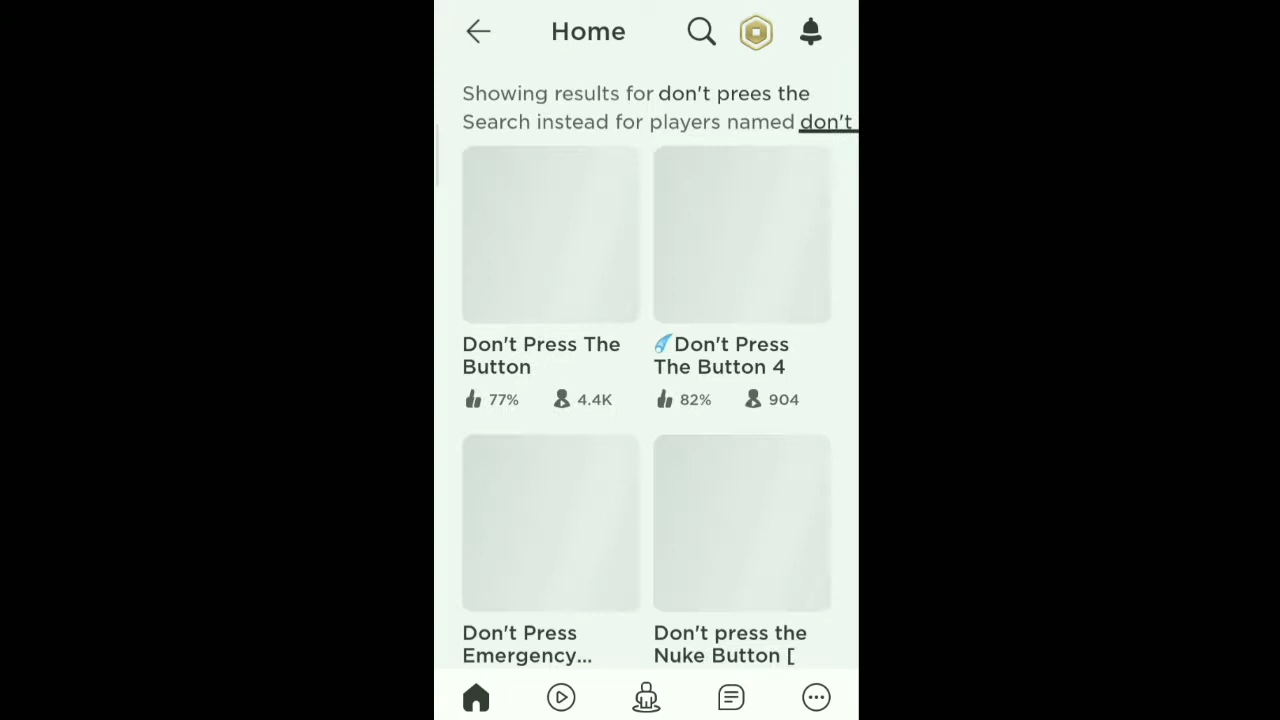 Home
Showing results for don't prees the
Search instead for players named don't
Don't Press The
Button
77% 4.4K
Don't Press
The Button 4
82% 904
Don't Press
Emergency...
Don't press the
Nuke Button [